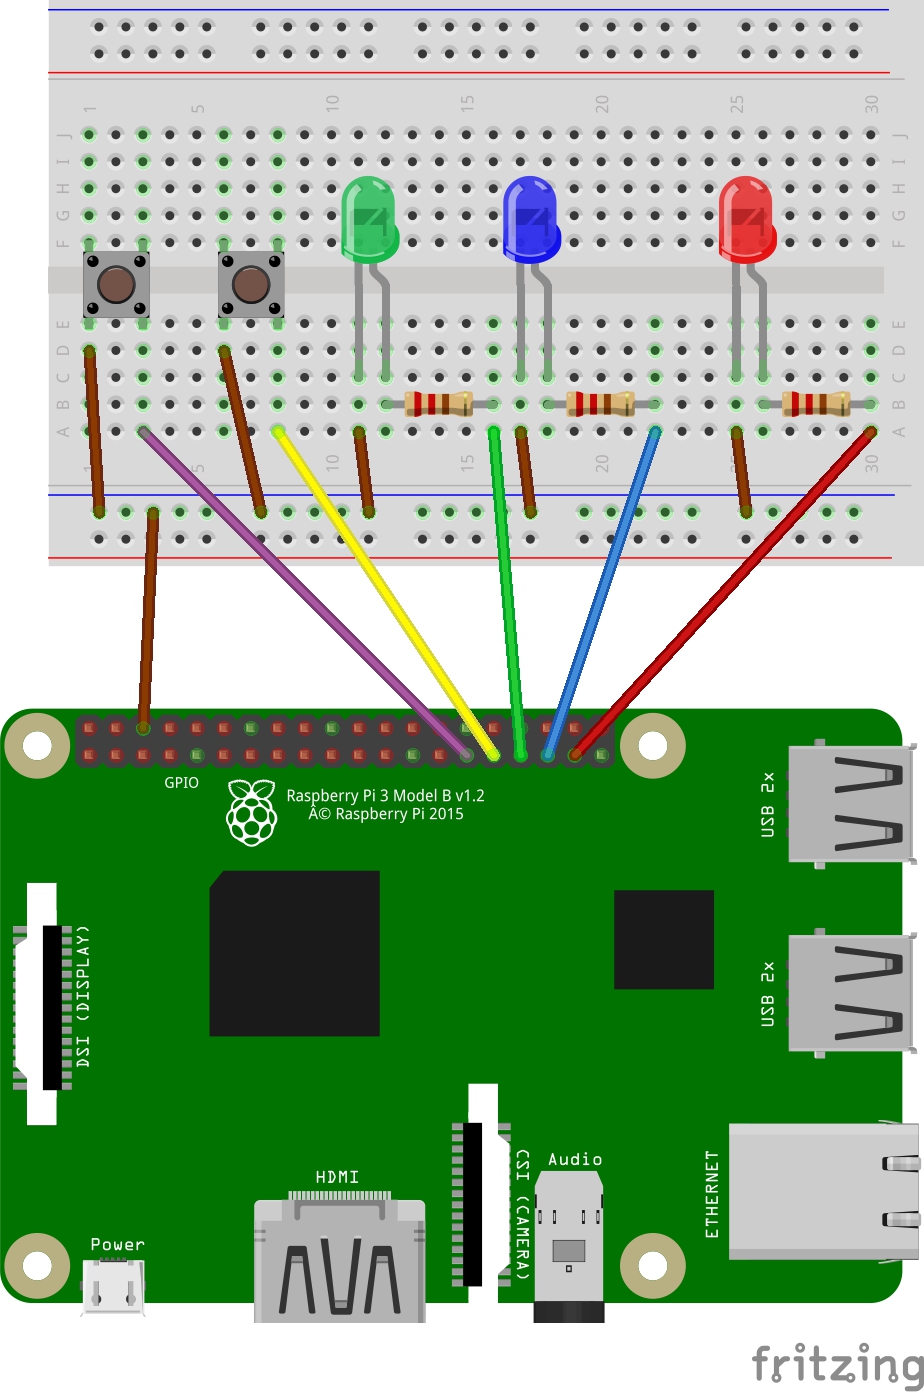 1 5 10 15 20 25 30
J J
I I
H H
G G
F F
E E
D D
C C
B B
A A
1 5 10 15 20 25 30
GPIO
Raspberry Pi 3 Model B v1.2
Â© Raspberry Pi 2015
USB 2x
USB 2x
DSI (DISPLAY)
CSI (CAMERA)
Audio
ETHERNET
HDMI
Power
fritzing